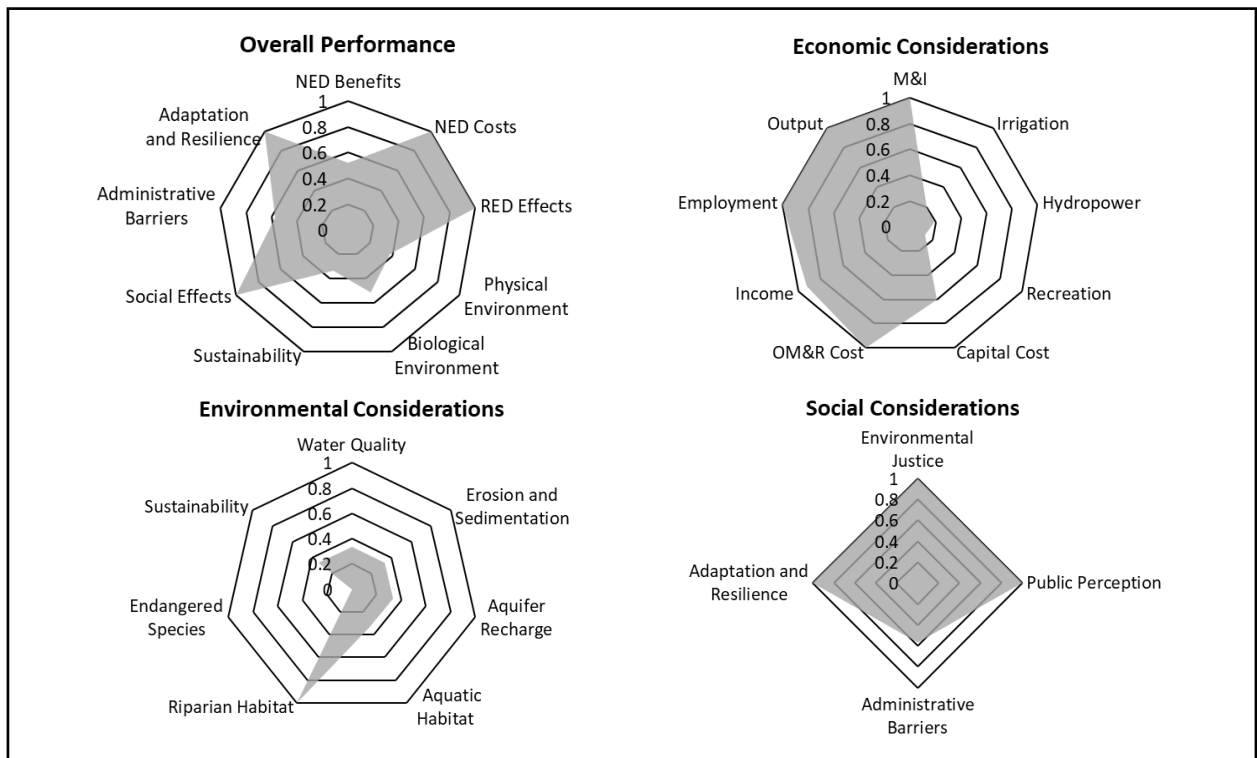 Overall Performance
NED Benefits
1
0.8
0.6
0.4
0.2
0
NED Costs
RED Effects
Physical
Environment
Biological
Environment
Sustainability
Social Effects
Administrative
Barriers
Adaptation
and Resilience
Economic Considerations
M&I
1
0.8
0.6
0.4
0.2
0
Irrigation
Hydropower
Recreation
Capital Cost
OM&R Cost
Income
Employment
Output
Environmental Considerations
Water Quality
1
0.8
0.6
0.4
0.2
0
Erosion and
Sedimentation
Aquifer
Recharge
Aquatic
Habitat
Riparian Habitat
Endangered
Species
Sustainability
Social Considerations
Environmental
Justice
1
0.8
0.6
0.4
0.2
0
Public Perception
Administrative
Barriers
Adaptation and
Resilience